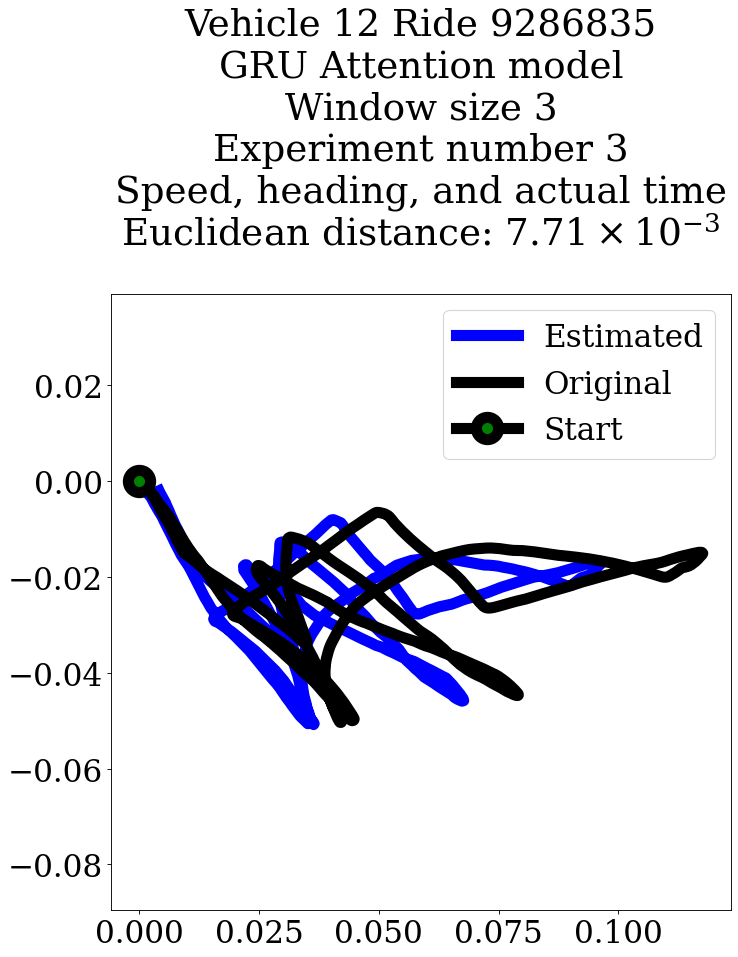 Vehicle 12 Ride 9286835
GRU Attention model
Window size 3
Experiment number 3
Speed, heading, and actual time
Euclidean distance: 7.71 × 10⁻³
Estimated
Original
Start
0.02
0.00
−0.02
−0.04
−0.06
−0.08
0.000 0.025 0.050 0.075 0.100